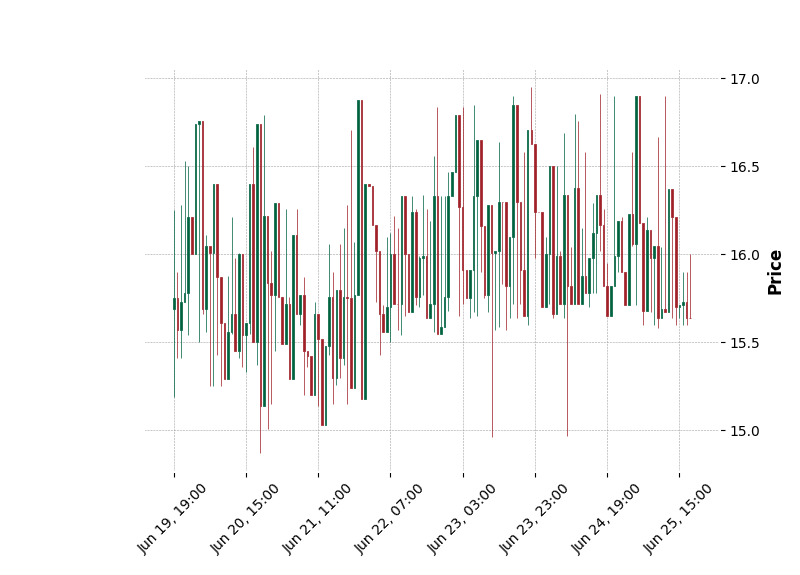 17.0
16.5
16.0
15.5
15.0
Price
Jun 19, 19:00
Jun 20, 15:00
Jun 21, 11:00
Jun 22, 07:00
Jun 23, 03:00
Jun 23, 23:00
Jun 24, 19:00
Jun 25, 15:00